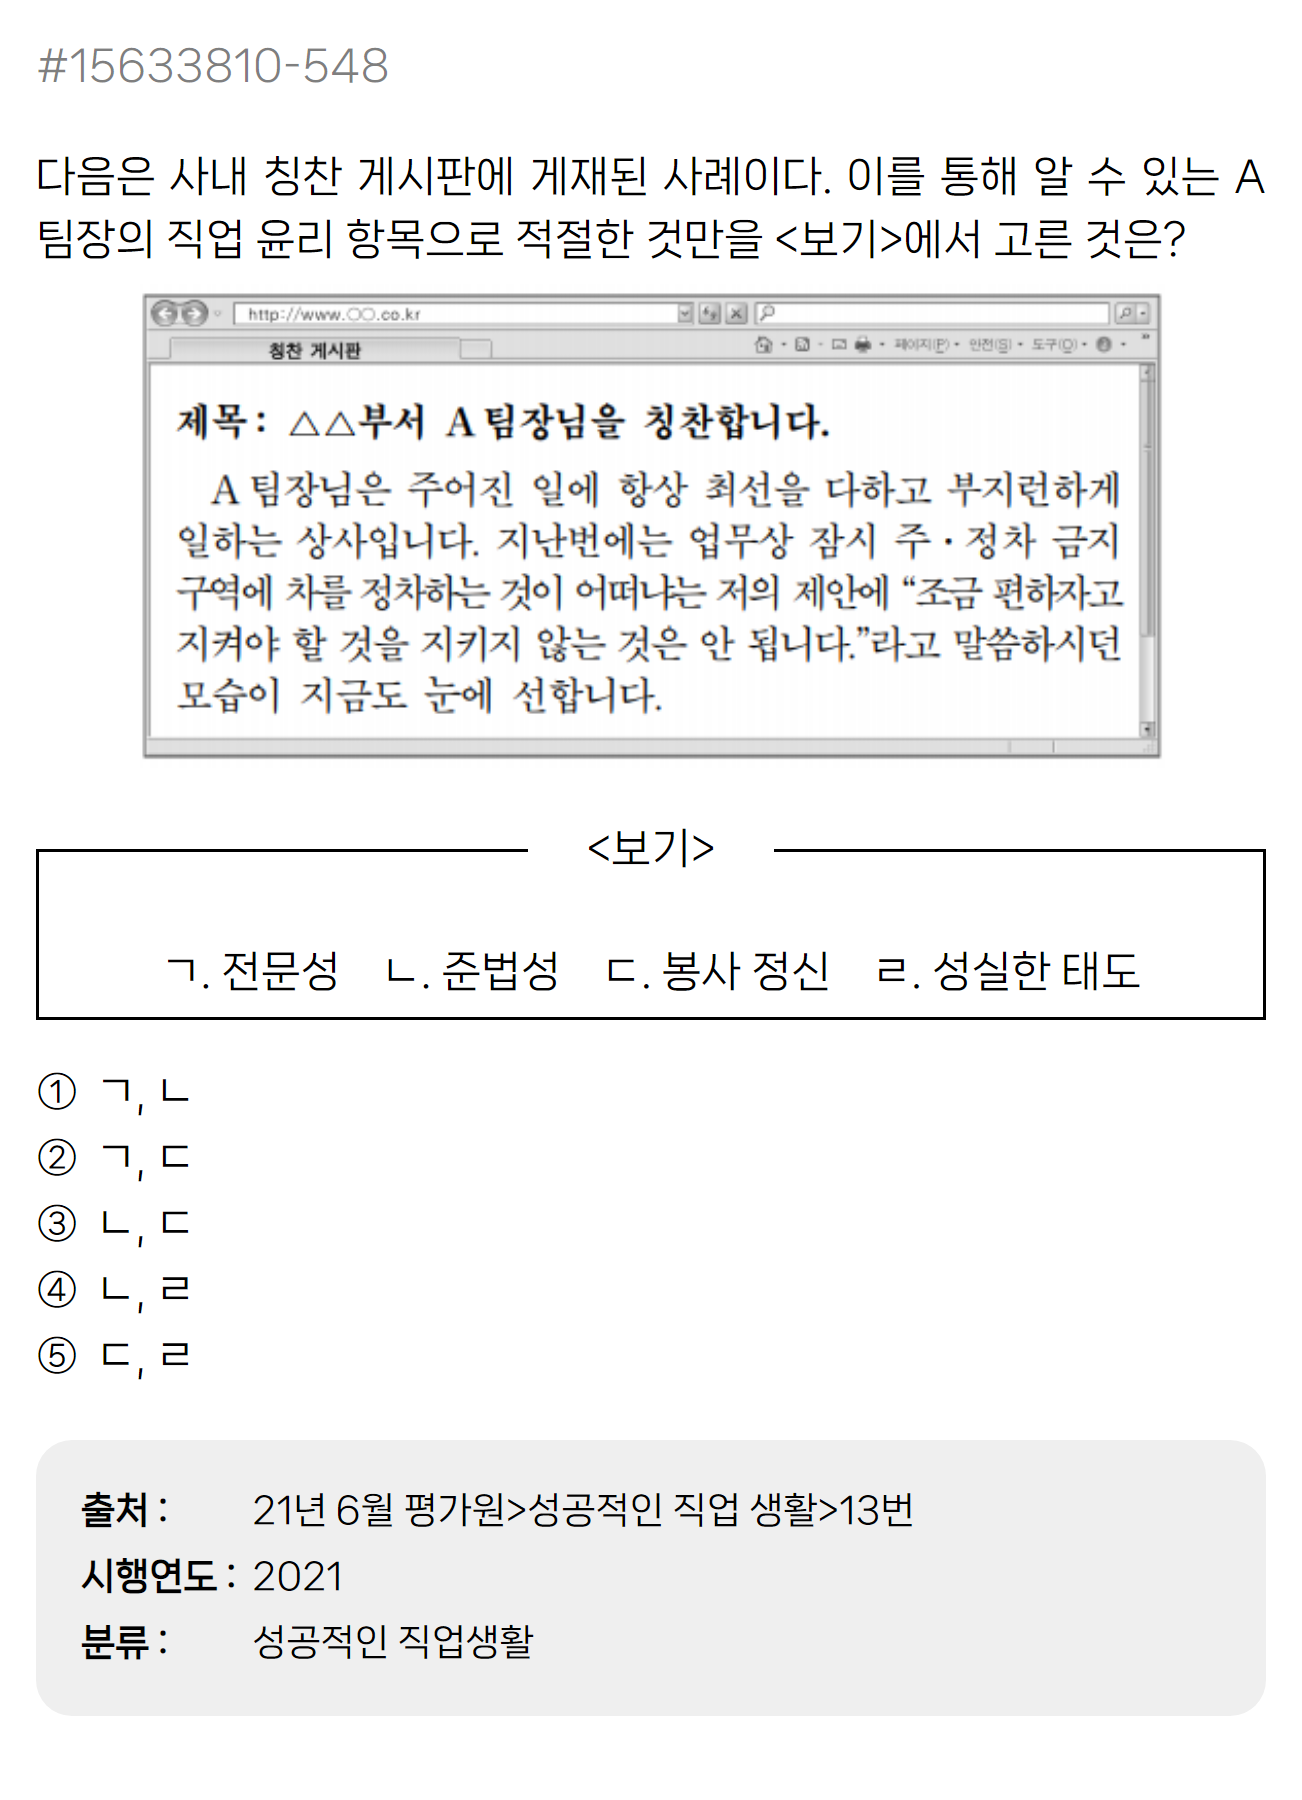 #15633810-548
다음은 사내 칭찬 게시판에 게재된 사례이다. 이를 통해 알 수 있는 A
팀장의 직업 윤리 항목으로 적절한 것만을 <보기>에서 고른 것은?
http://www.○○.co.kr
칭찬 게시판
페이지(P) 안전(S) 도구(O)
제목 : △△부서 A 팀장님을 칭찬합니다.
A 팀장님은 주어진 일에 항상 최선을 다하고 부지런하게
일하는 상사입니다. 지난번에는 업무상 잠시 주·정차 금지
구역에 차를 정차하는 것이 어떠냐는 저의 제안에 “조금 편하자고
지켜야 할 것을 지키지 않는 것은 안 됩니다.”라고 말씀하시던
모습이 지금도 눈에 선합니다.
<보기>
ㄱ. 전문성 ㄴ. 준법성 ㄷ. 봉사 정신 ㄹ. 성실한 태도
① ㄱ, ㄴ
② ㄱ, ㄷ
③ ㄴ, ㄷ
④ ㄴ, ㄹ
⑤ ㄷ, ㄹ
출처 : 21년 6월 평가원>성공적인 직업 생활>13번
시행연도 : 2021
분류 : 성공적인 직업생활